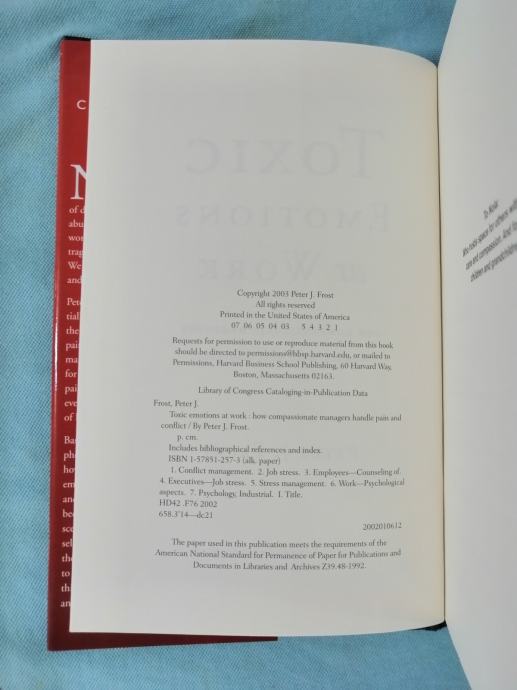 Copyright 2003 Peter J. Frost
All rights reserved
Printed in the United States of America
07 06 05 04 03 5 4 3 2 1
Requests for permission to use or reproduce material from this book
should be directed to permissions@hbsp.harvard.edu, or mailed to
Permissions, Harvard Business School Publishing, 60 Harvard Way,
Boston, Massachusetts 02163.
Library of Congress Cataloging-in-Publication Data
Frost, Peter J.
Toxic emotions at work : how compassionate managers handle pain and
conflict / By Peter J. Frost.
p. cm.
Includes bibliographical references and index.
ISBN 1-57851-257-3 (alk. paper)
1. Conflict management. 2. Job stress. 3. Employees—Counseling of.
4. Executives—Job stress. 5. Stress management. 6. Work—Psychological
aspects. 7. Psychology, Industrial. I. Title.
HD42 .F76 2002
658.3'14—dc21
2002010612
The paper used in this publication meets the requirements of the
American National Standard for Permanence of Paper for Publications and
Documents in Libraries and Archives Z39.48-1992.
TOXIC
EMOTIONS
at WORK